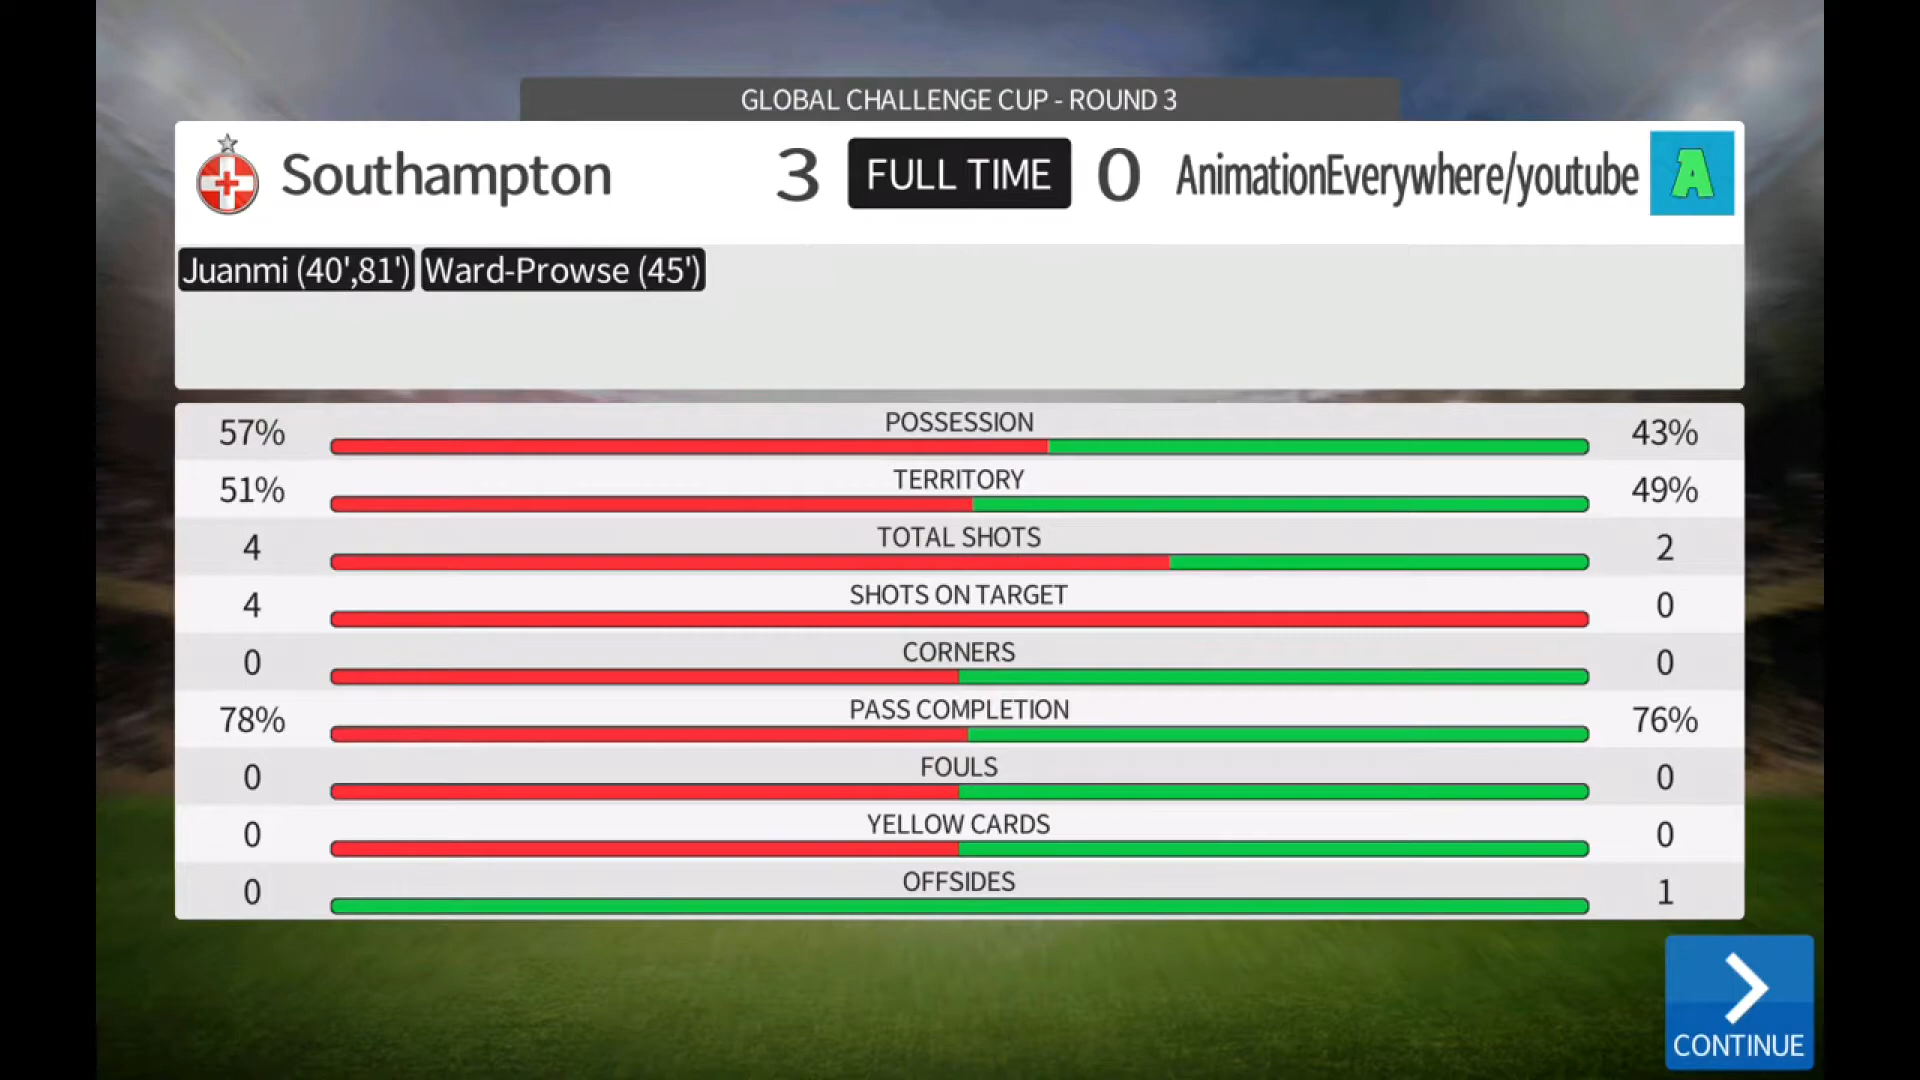 GLOBAL CHALLENGE CUP - ROUND 3
Southampton 3 FULL TIME 0 AnimationEverywhere/youtube A
Juanmi (40',81') Ward-Prowse (45')
POSSESSION
57% 43%
TERRITORY
51% 49%
TOTAL SHOTS
4 2
SHOTS ON TARGET
4 0
CORNERS
0 0
PASS COMPLETION
78% 76%
FOULS
0 0
YELLOW CARDS
0 0
OFFSIDES
0 1
CONTINUE